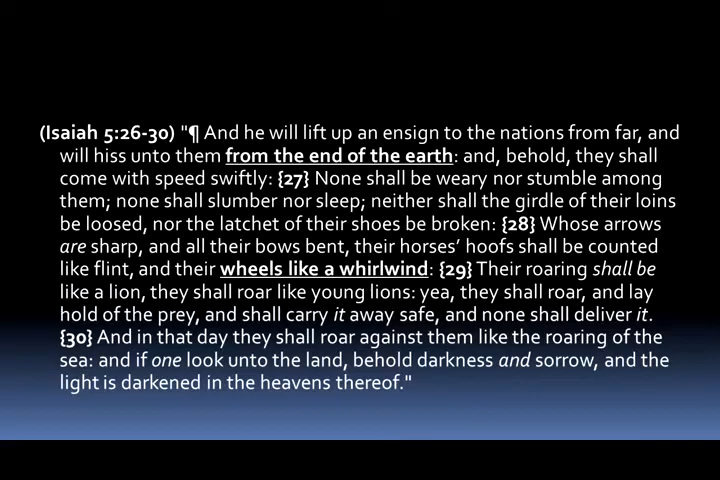 (Isaiah 5:26-30) "¶ And he will lift up an ensign to the nations from far, and
will hiss unto them from the end of the earth: and, behold, they shall
come with speed swiftly: {27} None shall be weary nor stumble among
them; none shall slumber nor sleep; neither shall the girdle of their loins
be loosed, nor the latchet of their shoes be broken: {28} Whose arrows
are sharp, and all their bows bent, their horses' hoofs shall be counted
like flint, and their wheels like a whirlwind: {29} Their roaring shall be
like a lion, they shall roar like young lions: yea, they shall roar, and lay
hold of the prey, and shall carry it away safe, and none shall deliver it.
{30} And in that day they shall roar against them like the roaring of the
sea: and if one look unto the land, behold darkness and sorrow, and the
light is darkened in the heavens thereof."